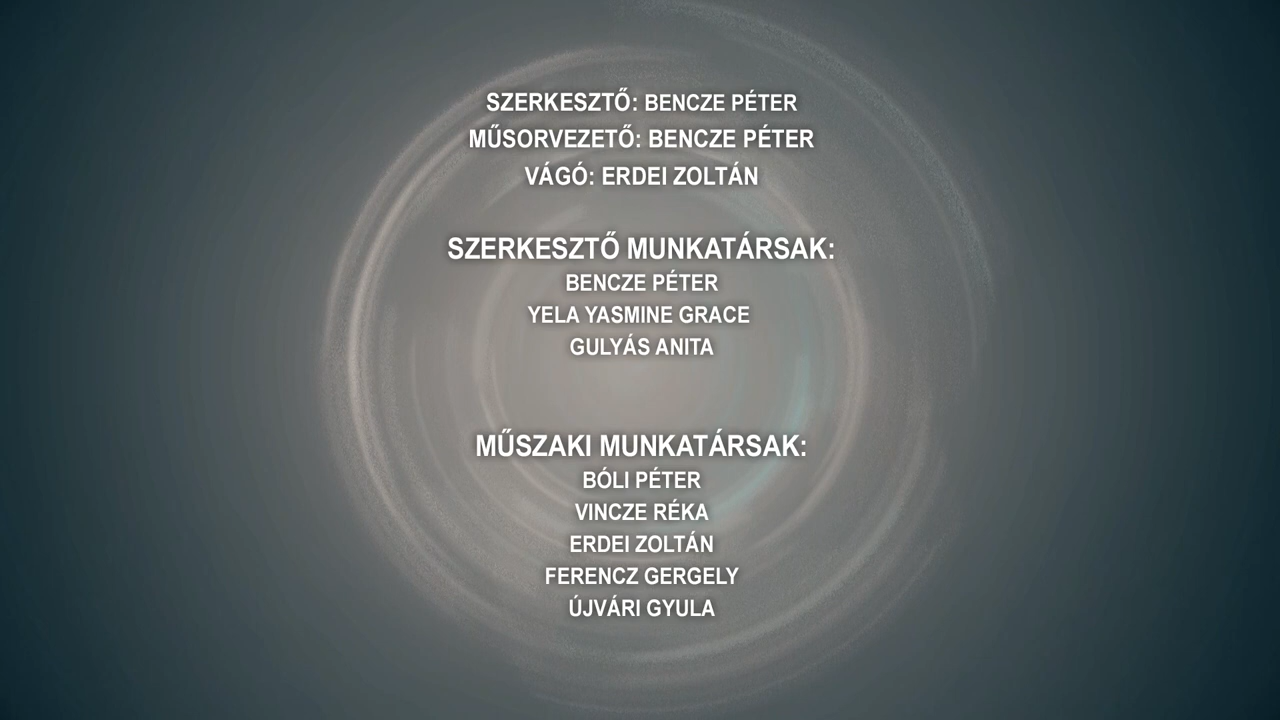 SZERKESZTŐ: BENCZE PÉTER
MŰSORVEZETŐ: BENCZE PÉTER
VÁGÓ: ERDEI ZOLTÁN
SZERKESZTŐ MUNKATÁRSAK:
BENCZE PÉTER
YELA YASMINE GRACE
GULYÁS ANITA
MŰSZAKI MUNKATÁRSAK:
BÓLI PÉTER
VINCZE RÉKA
ERDEI ZOLTÁN
FERENCZ GERGELY
ÚJVÁRI GYULA